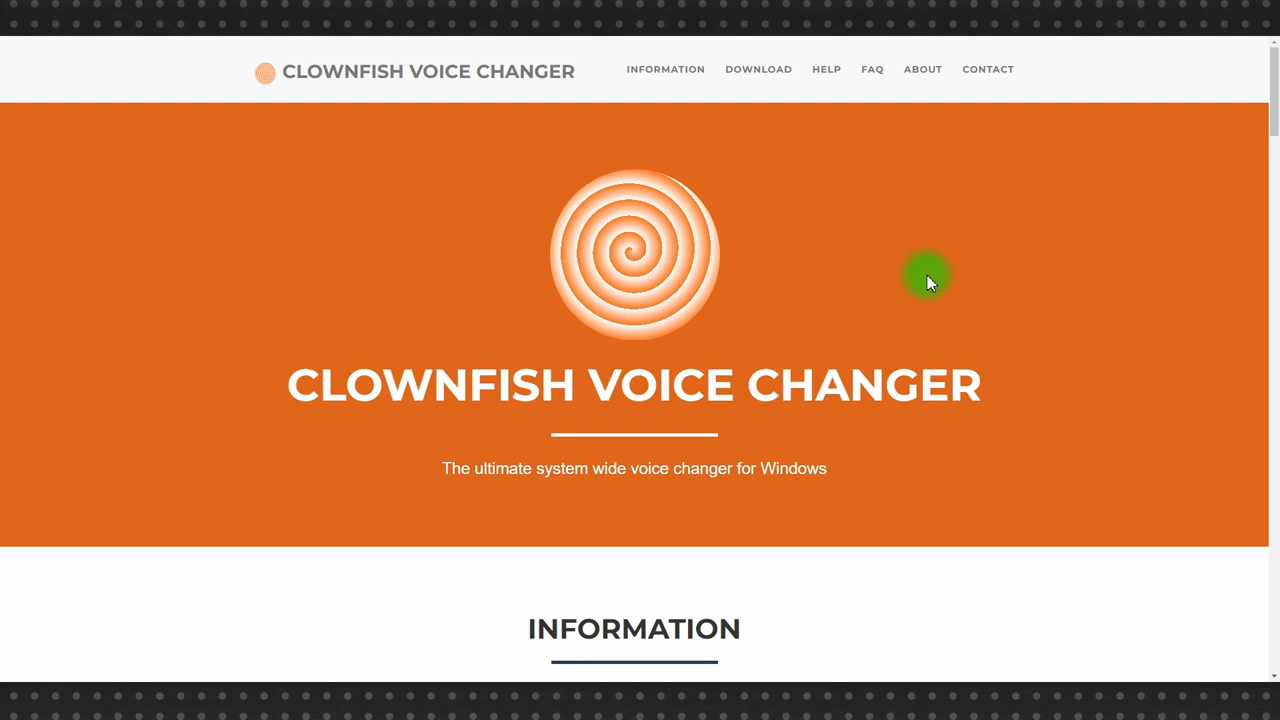 CLOWNFISH VOICE CHANGER
INFORMATION DOWNLOAD HELP FAQ ABOUT CONTACT
CLOWNFISH VOICE CHANGER
The ultimate system wide voice changer for Windows
INFORMATION